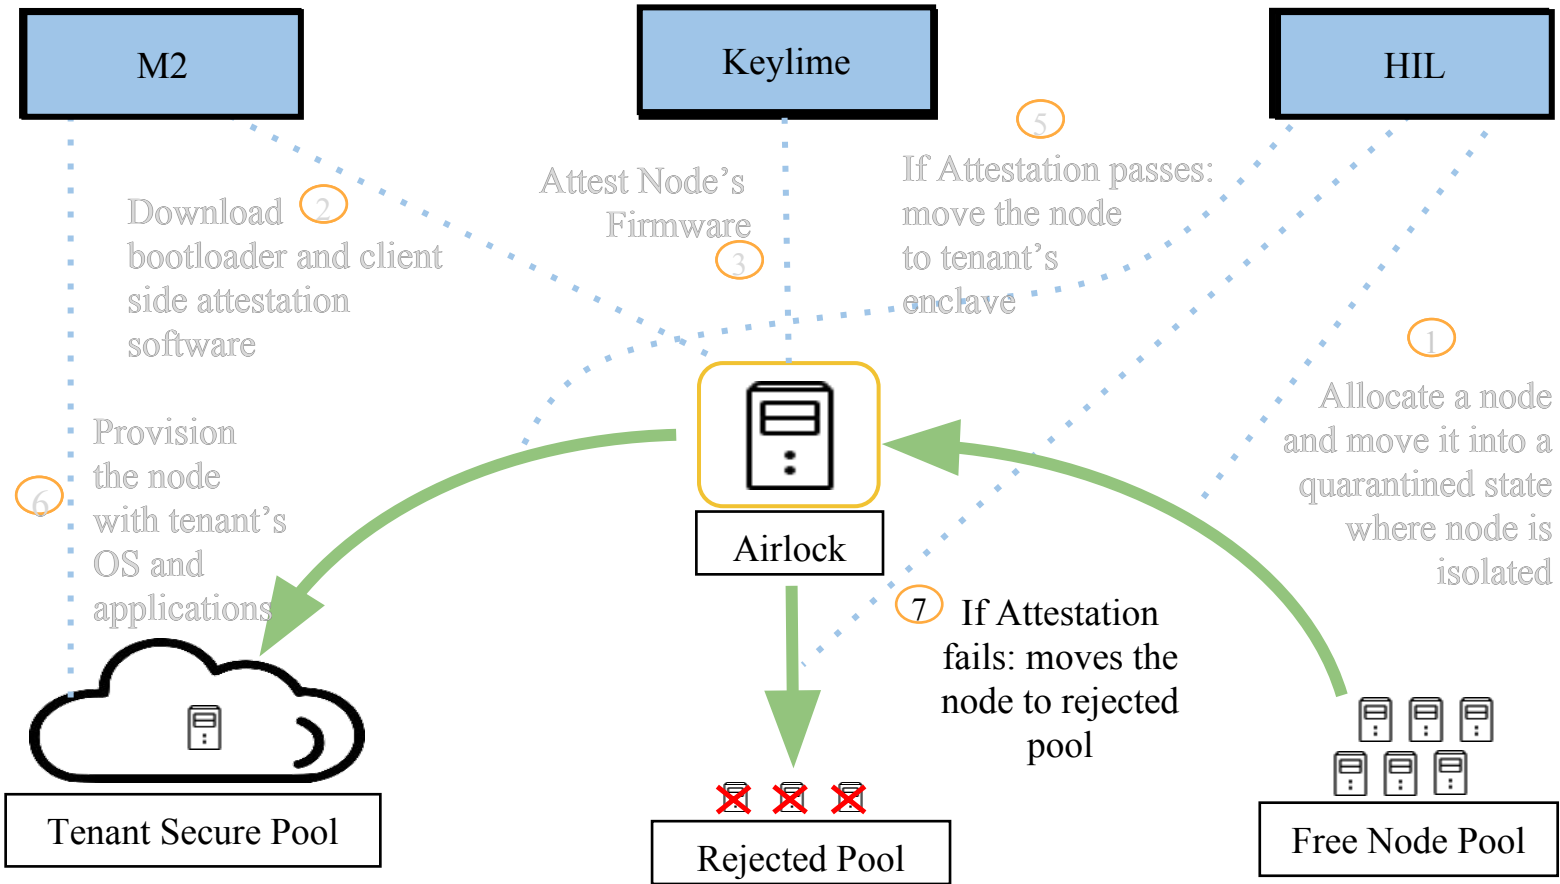 M2
Keylime
HIL
5
If Attestation passes:
move the node
to tenant's
enclave
Attest Node's
Firmware
3
2
Download
bootloader and client
side attestation
software
1
Allocate a node
and move it into a
quarantined state
where node is
isolated
Provision
the node
with tenant's
OS and
applications
6
Airlock
7
If Attestation
fails: moves the
node to rejected
pool
Tenant Secure Pool
Rejected Pool
Free Node Pool